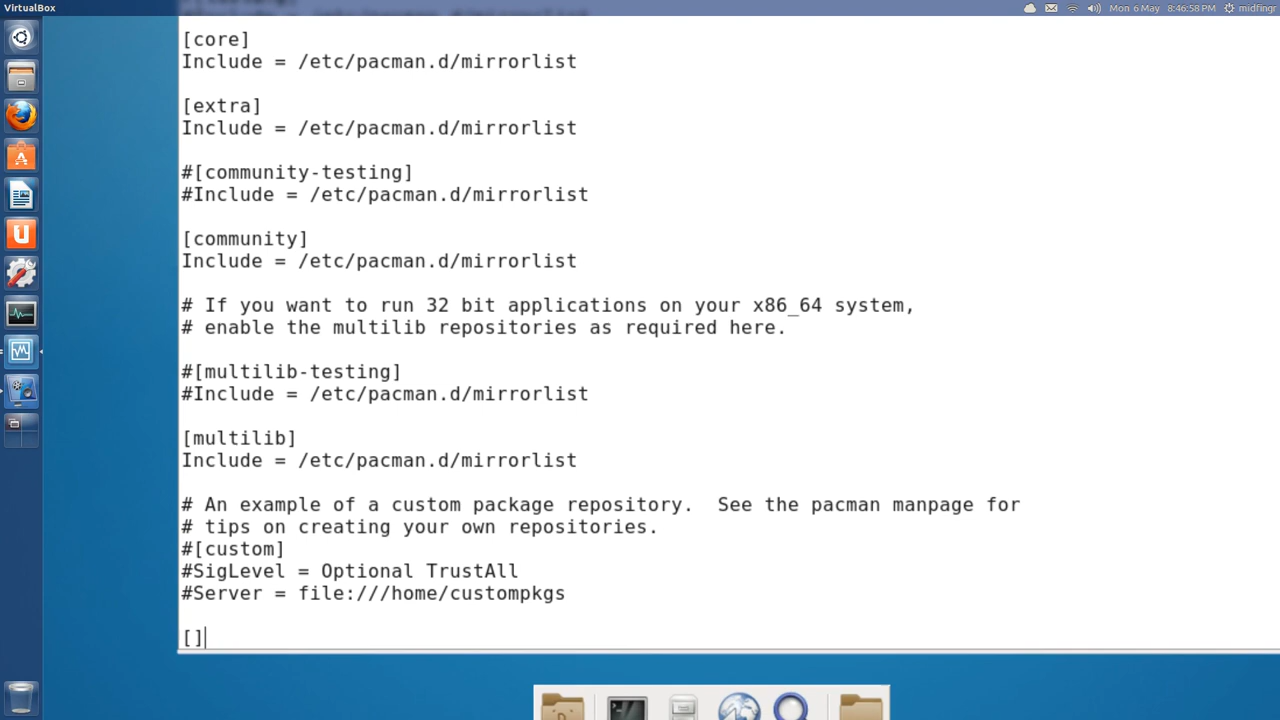 VirtualBox
Mon 6 May 8:46:58 PM midfingr
[core]
Include = /etc/pacman.d/mirrorlist
[extra]
Include = /etc/pacman.d/mirrorlist
#[community-testing]
#Include = /etc/pacman.d/mirrorlist
[community]
Include = /etc/pacman.d/mirrorlist
# If you want to run 32 bit applications on your x86_64 system,
# enable the multilib repositories as required here.
#[multilib-testing]
#Include = /etc/pacman.d/mirrorlist
[multilib]
Include = /etc/pacman.d/mirrorlist
# An example of a custom package repository.  See the pacman manpage for
# tips on creating your own repositories.
#[custom]
#SigLevel = Optional TrustAll
#Server = file:///home/custompkgs
[]